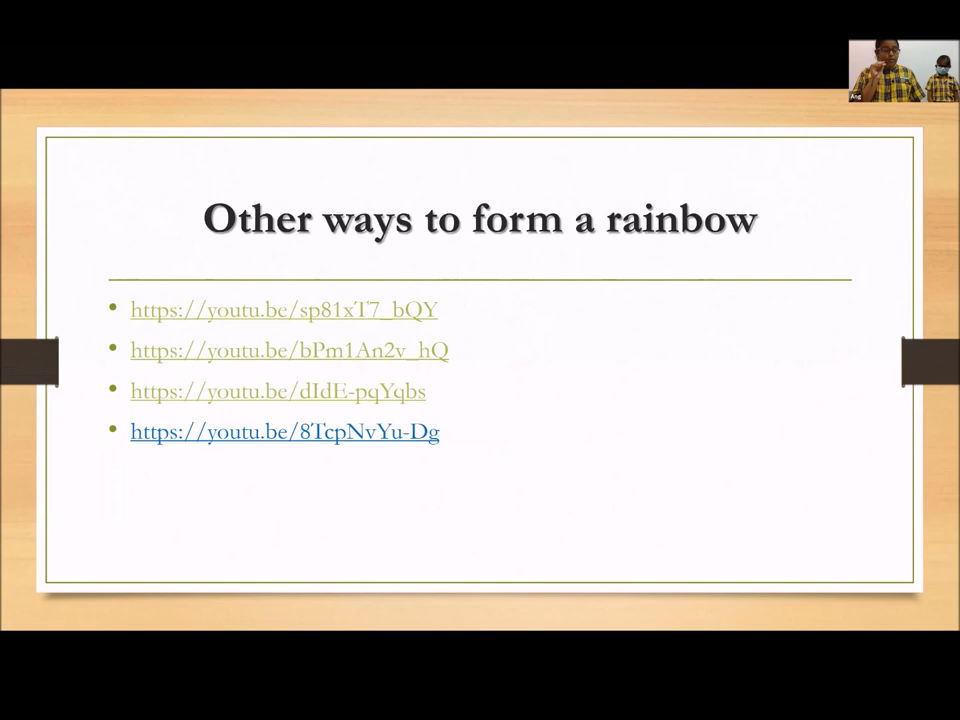 Ang
Other ways to form a rainbow
• https://youtu.be/sp81xT7_bQY
• https://youtu.be/bPm1An2v_hQ
• https://youtu.be/dIdE-pqYqbs
• https://youtu.be/8TcpNvYu-Dg